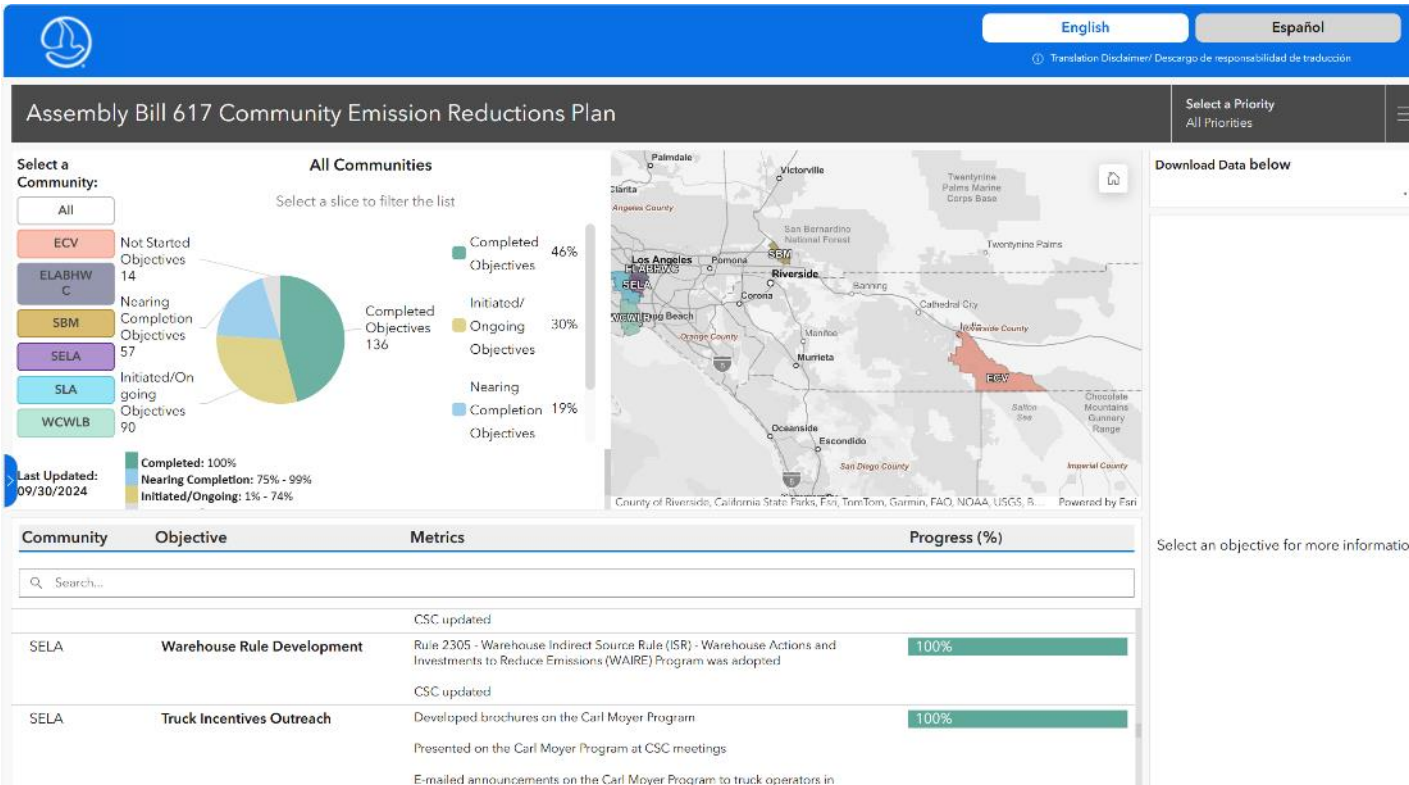 English
Español
Translation Disclaimer/ Descargo de responsabilidad de traducción
Assembly Bill 617 Community Emission Reductions Plan
Select a Priority
All Priorities
Select a
Community:
All
ECV
ELABHW
C
SBM
SELA
SLA
WCWLB
Last Updated:
09/30/2024
All Communities
Select a slice to filter the list
Not Started
Objectives
14
Nearing
Completion
Objectives
57
Initiated/On
going
Objectives
90
Completed
Objectives
136
Completed
Objectives
46%
Initiated/
Ongoing
Objectives
30%
Nearing
Completion
Objectives
19%
Completed: 100%
Nearing Completion: 75% - 99%
Initiated/Ongoing: 1% - 74%
Palmdale
Victorville
Clarita
Angeles County
Twentynine
Palms Marine
Corps Base
San Bernardino
National Forest
Twentynine Palms
SBM
Los Angeles
Pomona
ELABHWC
Riverside
SELA
Corona
Banning
Cathedral City
WCWLB
ng Beach
Orange County
Menifee
Indio
Riverside County
5
Murrieta
ECV
Salton
Sea
Chocolate
Mountains
Gunnery
Range
Oceanside
Escondido
San Diego County
Imperial County
5
County of Riverside, California State Parks, Esri, TomTom, Garmin, FAO, NOAA, USGS, B...
Powered by Esri
Download Data below
Select an objective for more informatio
Community
Objective
Metrics
Progress (%)
Search...
CSC updated
SELA
Warehouse Rule Development
Rule 2305 - Warehouse Indirect Source Rule (ISR) - Warehouse Actions and
Investments to Reduce Emissions (WAIRE) Program was adopted
CSC updated
100%
SELA
Truck Incentives Outreach
Developed brochures on the Carl Moyer Program
Presented on the Carl Moyer Program at CSC meetings
E-mailed announcements on the Carl Moyer Program to truck operators in
100%